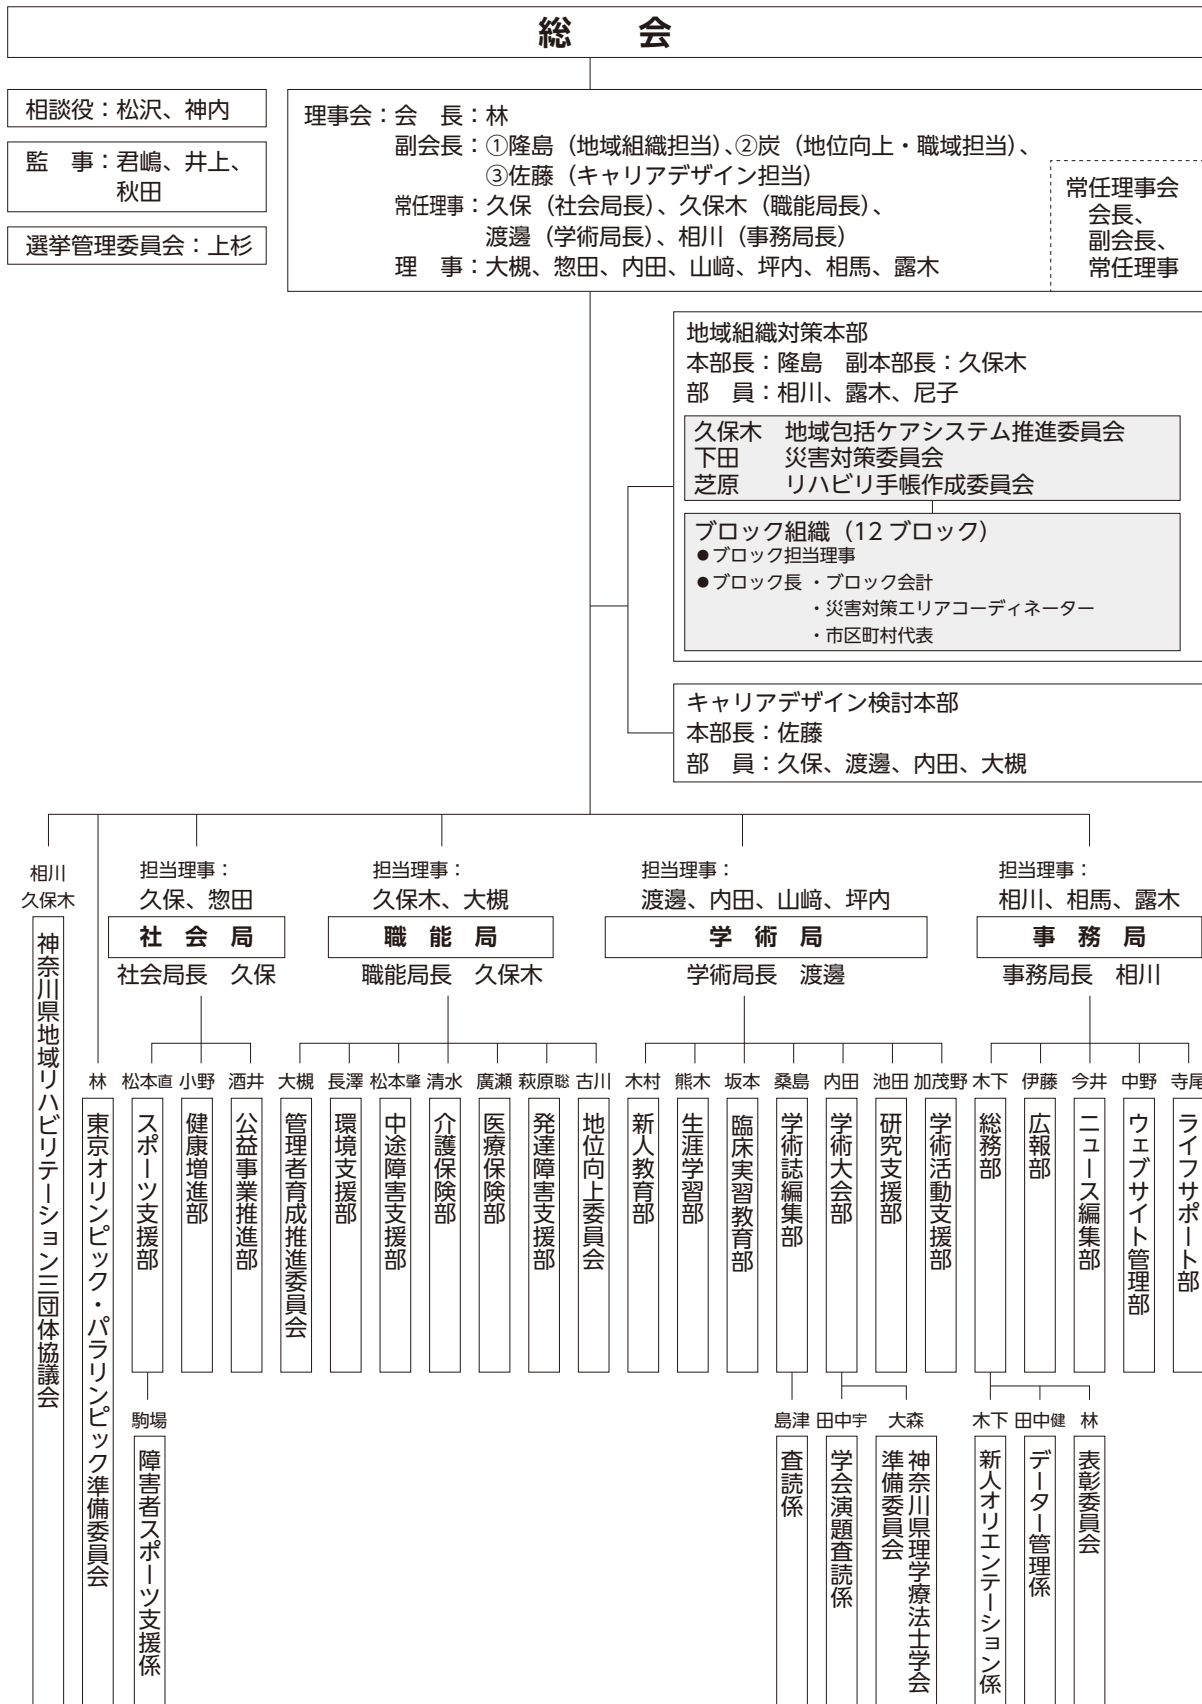 総　会
相談役：松沢、神内
監　事：君嶋、井上、
秋田
選挙管理委員会：上杉
理事会：会　長：林
副会長：①隆島（地域組織担当）、②炭（地位向上・職域担当）、
③佐藤（キャリアデザイン担当）
常任理事：久保（社会局長）、久保木（職能局長）、
渡邊（学術局長）、相川（事務局長）
理　事：大槻、惣田、内田、山﨑、坪内、相馬、露木
常任理事会
会長、
副会長、
常任理事
地域組織対策本部
本部長：隆島　副本部長：久保木
部　員：相川、露木、尼子
久保木　地域包括ケアシステム推進委員会
下田　　災害対策委員会
芝原　　リハビリ手帳作成委員会
ブロック組織（12 ブロック）
●ブロック担当理事
●ブロック長 ・ブロック会計
・災害対策エリアコーディネーター
・市区町村代表
キャリアデザイン検討本部
本部長：佐藤
部　員：久保、渡邊、内田、大槻
相川
久保木
神奈川県地域リハビリテーション三団体協議会
林
東京オリンピック・パラリンピック準備委員会
担当理事：
久保、惣田
社 会 局
社会局長　久保
松本直
スポーツ支援部
駒場
障害者スポーツ支援係
小野
健康増進部
酒井
公益事業推進部
担当理事：
久保木、大槻
職 能 局
職能局長　久保木
大槻
管理者育成推進委員会
長澤
環境支援部
松本肇
中途障害支援部
清水
介護保険部
廣瀬
医療保険部
萩原聡
発達障害支援部
古川
地位向上委員会
担当理事：
渡邊、内田、山﨑、坪内
学 術 局
学術局長　渡邊
木村
新人教育部
熊木
生涯学習部
坂本
臨床実習教育部
桑島
学術誌編集部
島津
査読係
内田
学術大会部
田中宇
学会演題査読係
大森
神奈川県理学療法士学会
準備委員会
池田
研究支援部
加茂野
学術活動支援部
担当理事：
相川、相馬、露木
事 務 局
事務局長　相川
木下
総務部
木下
新人オリエンテーション係
田中健
データー管理係
林
表彰委員会
伊藤
広報部
今井
ニュース編集部
中野
ウェブサイト管理部
寺尾
ライフサポート部